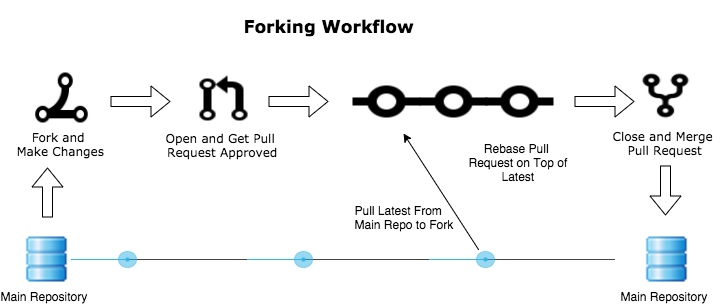 Forking Workflow
Fork and
Make Changes
Open and Get Pull
Request Approved
Rebase Pull
Request on Top of
Latest
Close and Merge
Pull Request
Pull Latest From
Main Repo to Fork
Main Repository
Main Repository